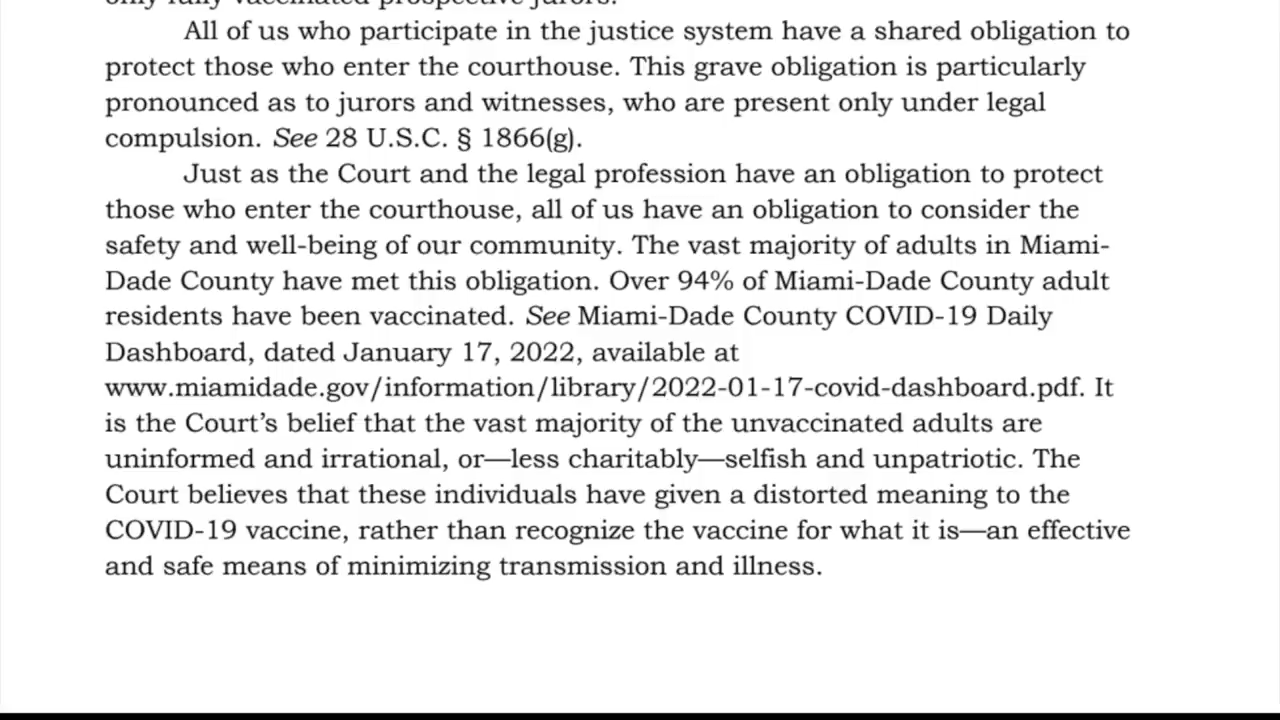 only fully vaccinated prospective jurors.
All of us who participate in the justice system have a shared obligation to
protect those who enter the courthouse. This grave obligation is particularly
pronounced as to jurors and witnesses, who are present only under legal
compulsion. See 28 U.S.C. § 1866(g).
Just as the Court and the legal profession have an obligation to protect
those who enter the courthouse, all of us have an obligation to consider the
safety and well-being of our community. The vast majority of adults in Miami-
Dade County have met this obligation. Over 94% of Miami-Dade County adult
residents have been vaccinated. See Miami-Dade County COVID-19 Daily
Dashboard, dated January 17, 2022, available at
www.miamidade.gov/information/library/2022-01-17-covid-dashboard.pdf. It
is the Court’s belief that the vast majority of the unvaccinated adults are
uninformed and irrational, or—less charitably—selfish and unpatriotic. The
Court believes that these individuals have given a distorted meaning to the
COVID-19 vaccine, rather than recognize the vaccine for what it is—an effective
and safe means of minimizing transmission and illness.